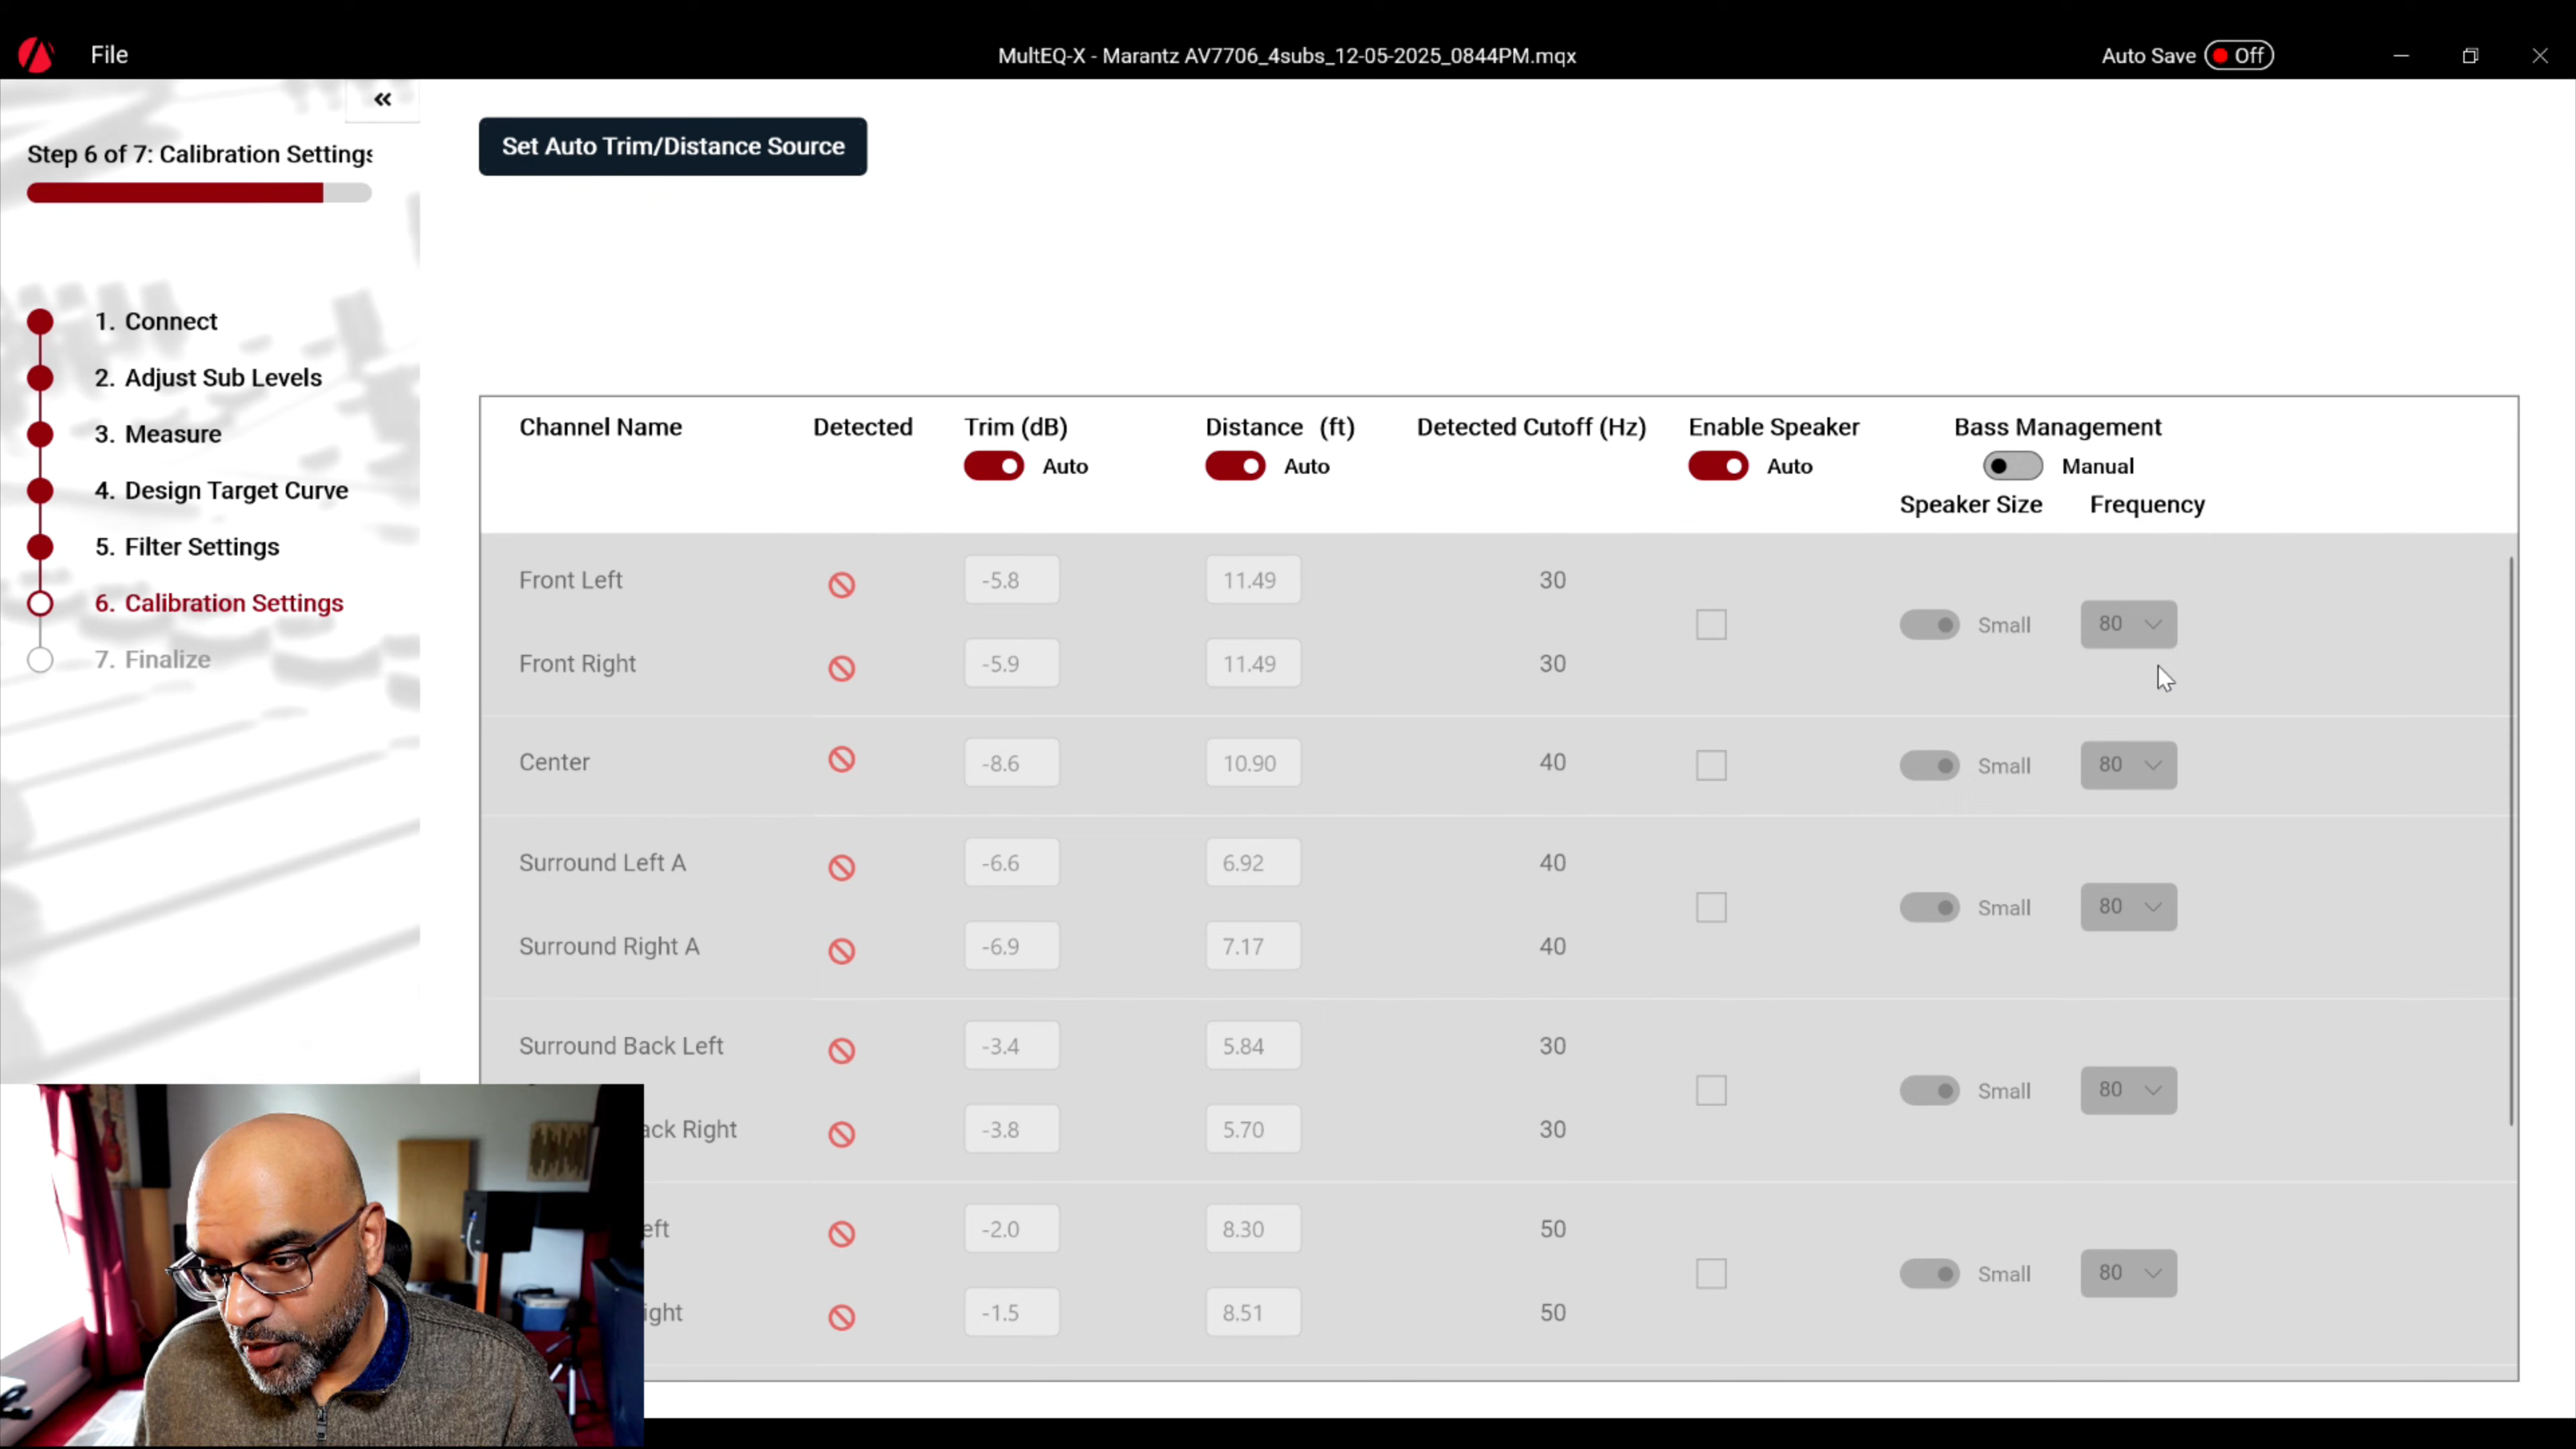 File
MultEQ-X - Marantz AV7706_4subs_12-05-2025_0844PM.mqx
Auto Save Off
Step 6 of 7: Calibration Settings
1. Connect
2. Adjust Sub Levels
3. Measure
4. Design Target Curve
5. Filter Settings
6. Calibration Settings
7. Finalize
Set Auto Trim/Distance Source
Channel Name Detected Trim (dB) Distance (ft) Detected Cutoff (Hz) Enable Speaker Bass Management
Auto Auto Auto Manual
Speaker Size Frequency
Front Left -5.8 11.49 30
Small 80
Front Right -5.9 11.49 30
Center -8.6 10.90 40 Small 80
Surround Left A -6.6 6.92 40
Small 80
Surround Right A -6.9 7.17 40
Surround Back Left -3.4 5.84 30
Small 80
ack Right -3.8 5.70 30
eft -2.0 8.30 50
Small 80
ight -1.5 8.51 50